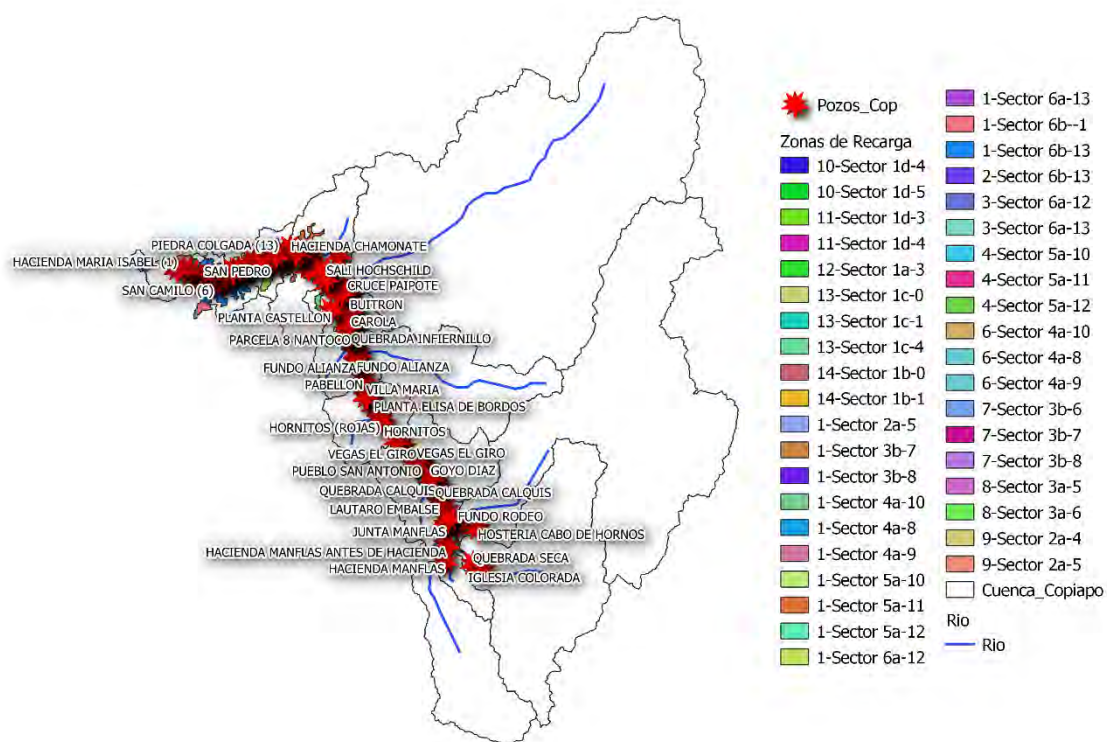 PIEDRA COLGADA (13)
HACIENDA CHAMONATE
HACIENDA MARIA ISABEL (1)
SAN PEDRO
SALI HOCHSCHILD
SAN CAMILO (6)
CRUCE PAIPOTE
BUITRON
PLANTA CASTELLON
CAROLA
PARCELA 8 NANTOCO
QUEBRADA INFIERNILLO
FUNDO ALIANZA
FUNDO ALIANZA
PABELLON
VILLA MARIA
PLANTA ELISA DE BORDOS
HORNITOS (ROJAS)
HORNITOS
VEGAS EL GIRO
VEGAS EL GIRO
PUEBLO SAN ANTONIO
GOYO DIAZ
QUEBRADA CALQUIS
QUEBRADA CALQUIS
LAUTARO EMBALSE
FUNDO RODEO
JUNTA MANFLAS
HOSTERIA CABO DE HORNOS
HACIENDA MANFLAS ANTES DE HACIENDA
QUEBRADA SECA
HACIENDA MANFLAS
IGLESIA COLORADA
Pozos_Cop
Zonas de Recarga
10-Sector 1d-4
10-Sector 1d-5
11-Sector 1d-3
11-Sector 1d-4
12-Sector 1a-3
13-Sector 1c-0
13-Sector 1c-1
13-Sector 1c-4
14-Sector 1b-0
14-Sector 1b-1
1-Sector 2a-5
1-Sector 3b-7
1-Sector 3b-8
1-Sector 4a-10
1-Sector 4a-8
1-Sector 4a-9
1-Sector 5a-10
1-Sector 5a-11
1-Sector 5a-12
1-Sector 6a-12
1-Sector 6a-13
1-Sector 6b--1
1-Sector 6b-13
2-Sector 6b-13
3-Sector 6a-12
3-Sector 6a-13
4-Sector 5a-10
4-Sector 5a-11
4-Sector 5a-12
6-Sector 4a-10
6-Sector 4a-8
6-Sector 4a-9
7-Sector 3b-6
7-Sector 3b-7
7-Sector 3b-8
8-Sector 3a-5
8-Sector 3a-6
9-Sector 2a-4
9-Sector 2a-5
Cuenca_Copiapo
Rio
Rio